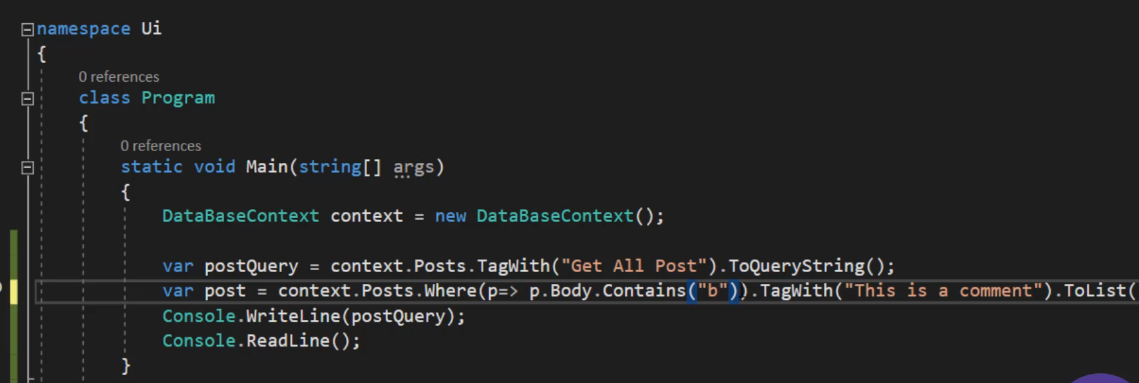 namespace Ui
{
0 references
class Program
{
0 references
static void Main(string[] args)
{
DataBaseContext context = new DataBaseContext();
var postQuery = context.Posts.TagWith("Get All Post").ToQueryString();
var post = context.Posts.Where(p=> p.Body.Contains("b")).TagWith("This is a comment").ToList(
Console.WriteLine(postQuery);
Console.ReadLine();
}